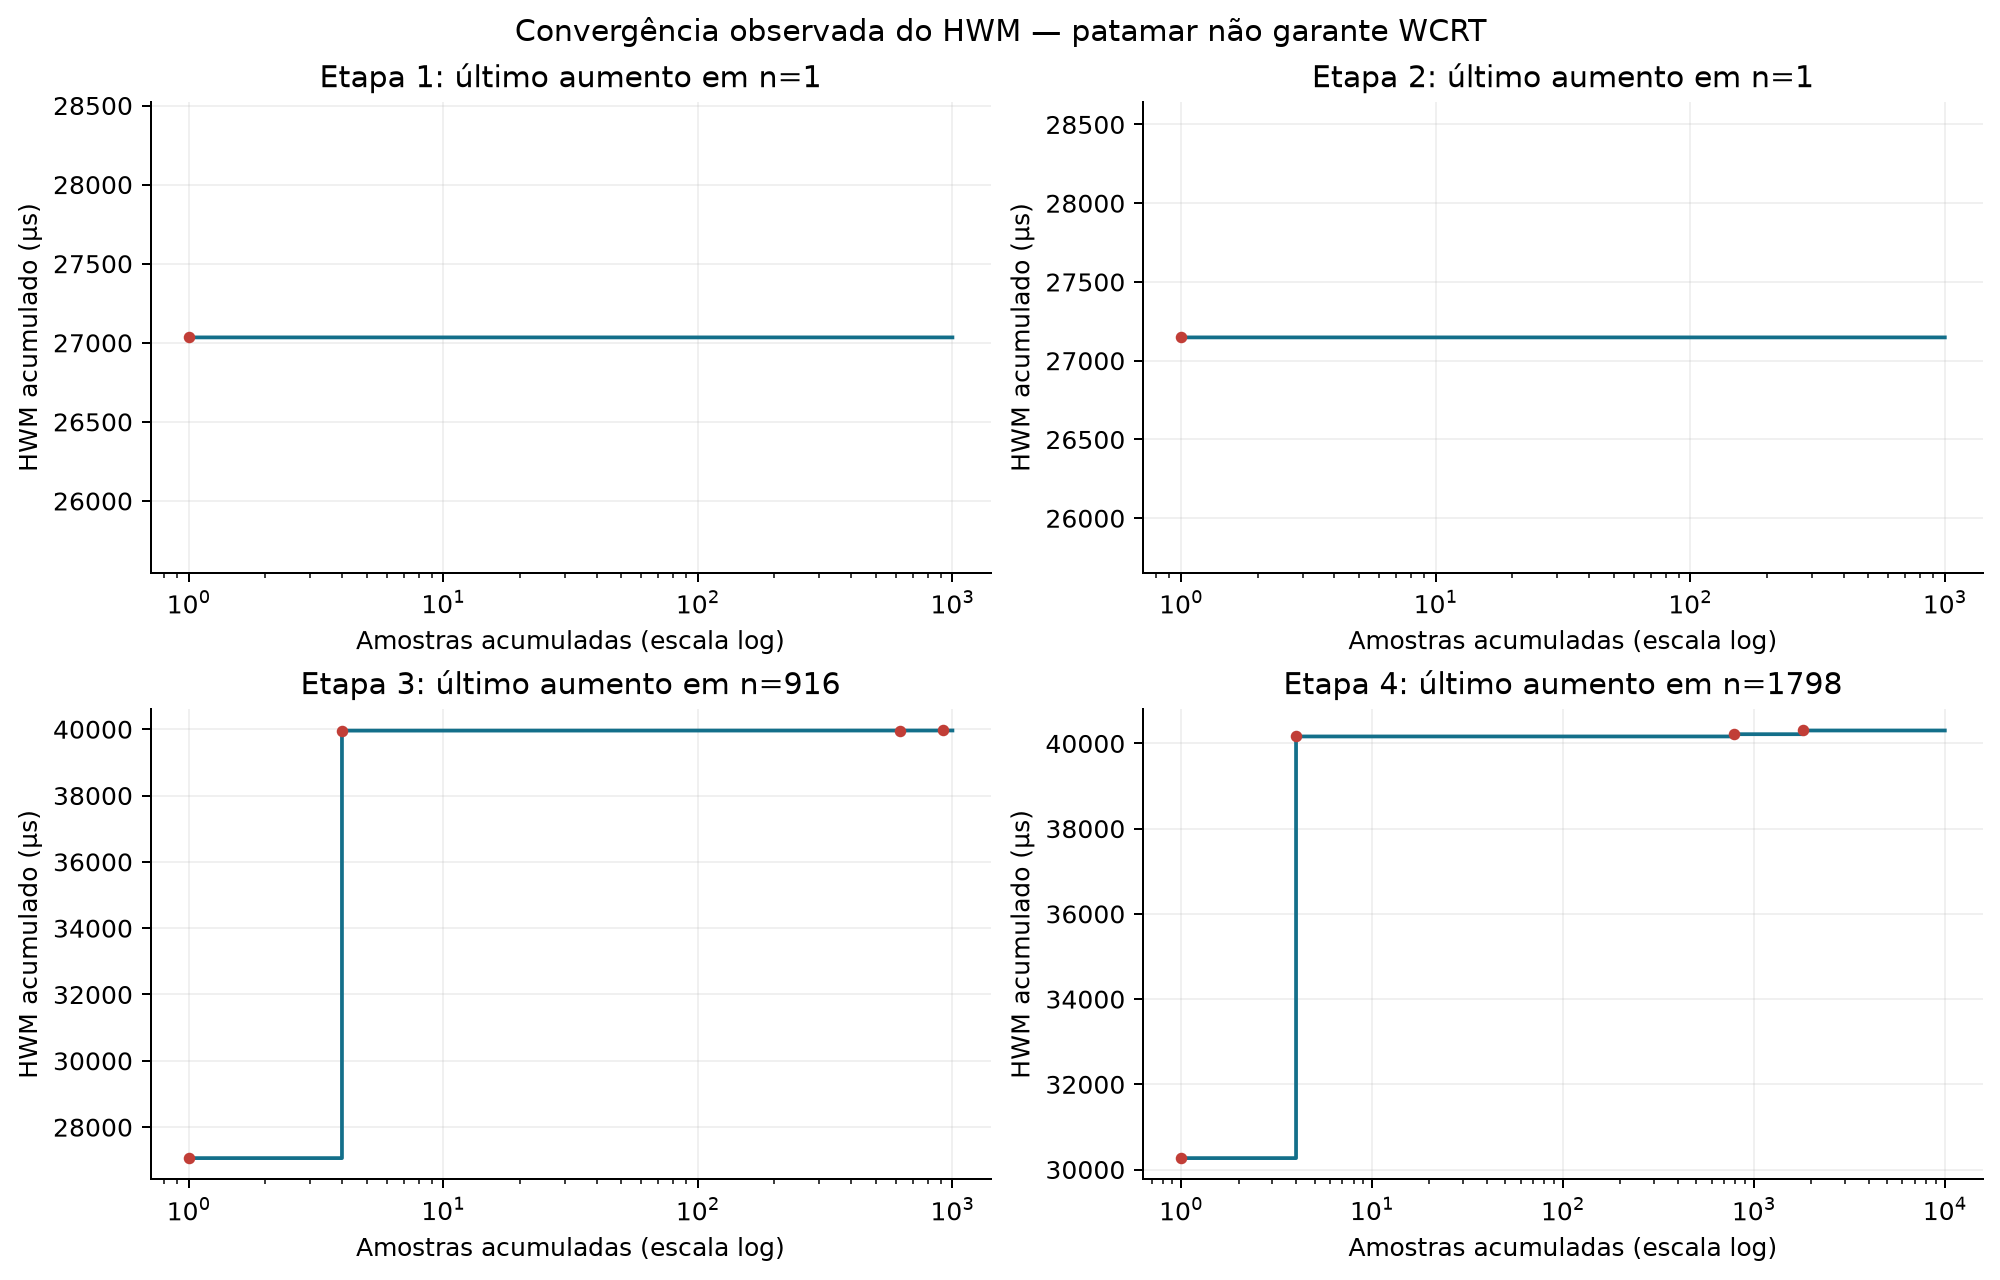 Convergência observada do HWM — patamar não garante WCRT
Etapa 1: último aumento em n=1
28500
28000
27500
27000
26500
26000
HWM acumulado (µs)
10⁰ 10¹ 10² 10³
Amostras acumuladas (escala log)
Etapa 2: último aumento em n=1
28500
28000
27500
27000
26500
26000
HWM acumulado (µs)
10⁰ 10¹ 10² 10³
Amostras acumuladas (escala log)
Etapa 3: último aumento em n=916
40000
38000
36000
34000
32000
30000
28000
HWM acumulado (µs)
10⁰ 10¹ 10² 10³
Amostras acumuladas (escala log)
Etapa 4: último aumento em n=1798
40000
38000
36000
34000
32000
30000
HWM acumulado (µs)
10⁰ 10¹ 10² 10³ 10⁴
Amostras acumuladas (escala log)